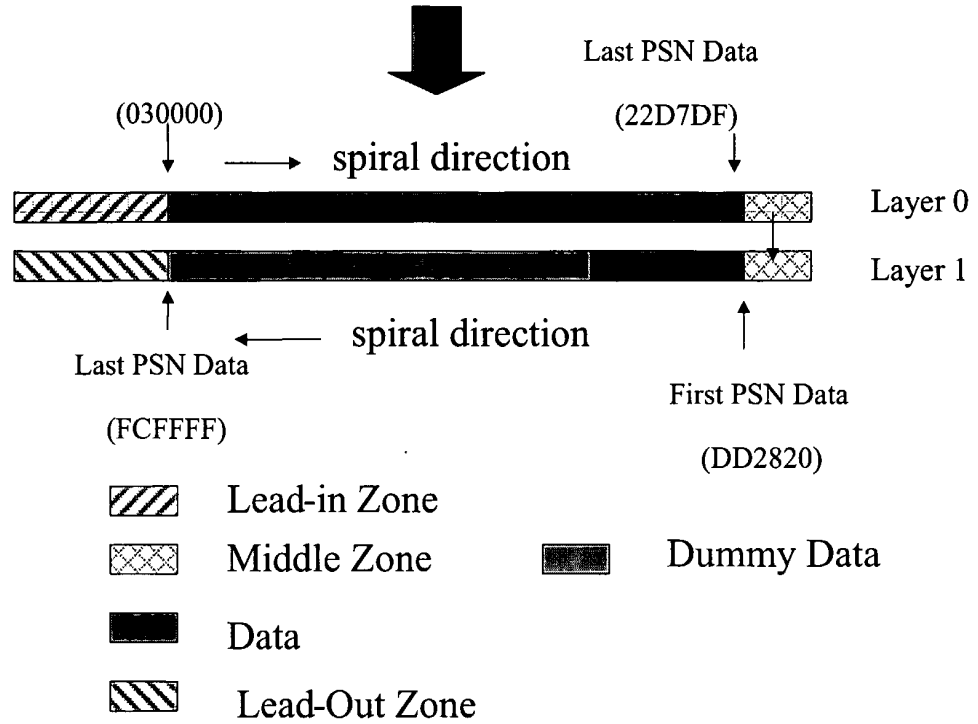 Last PSN Data
(030000)
(22D7DF)
spiral direction
Layer 0
Layer 1
spiral direction
Last PSN Data
First PSN Data
(FCFFFF)
(DD2820)
Lead-in Zone
Middle Zone
Dummy Data
Data
Lead-Out Zone